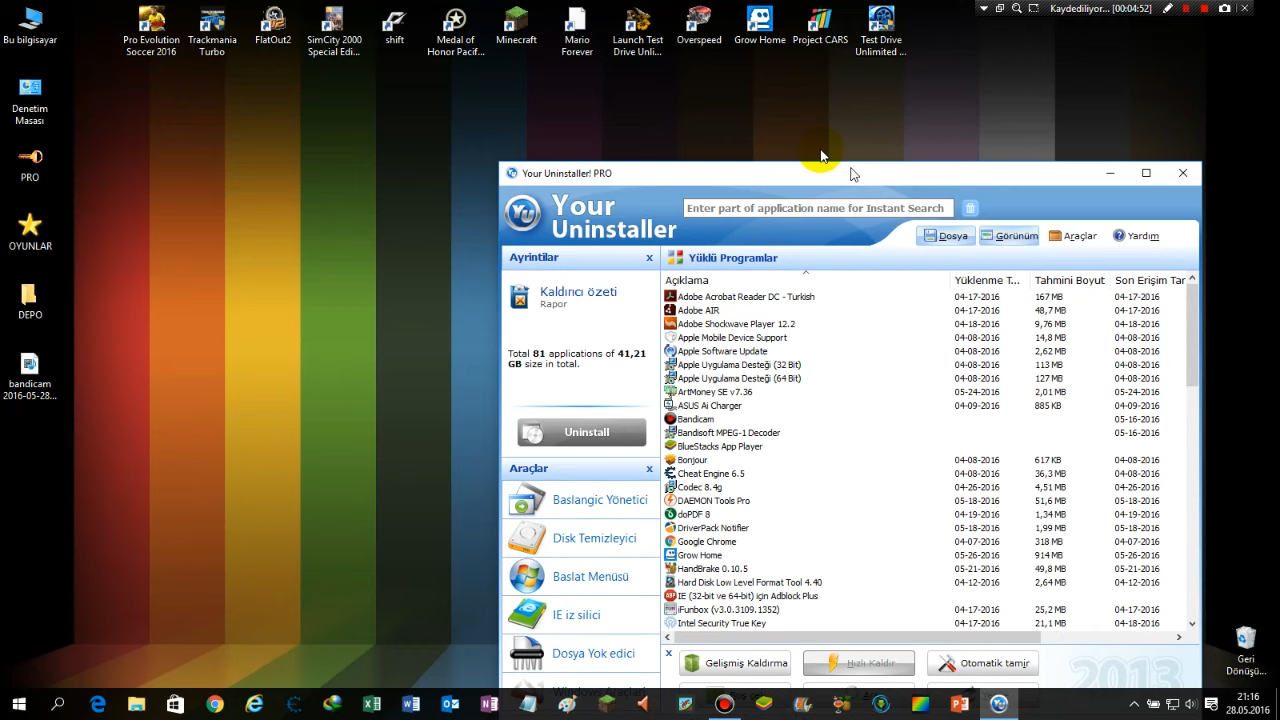 Bu bilgisayar
Pro Evolution
Soccer 2016
Trackmania
Turbo
FlatOut2
SimCity 2000
Special Edi...
shift
Medal of
Honor Pacif...
Minecraft
Mario
Forever
Launch Test
Drive Unli...
Overspeed
Grow Home
Project CARS
Test Drive
Unlimited ...
Kaydediliyor... [00:04:52]
Denetim
Masası
PRO
OYUNLAR
DEPO
bandicam
2016-05-28...
Your Uninstaller! PRO
YU
Your
Uninstaller
Enter part of application name for Instant Search
Dosya
Görünüm
Araçlar
Yardım
Ayrintilar x
Kaldırıcı özeti
Rapor
Total 81 applications of 41,21
GB size in total.
Uninstall
Araçlar x
Baslangic Yönetici
Disk Temizleyici
Baslat Menüsü
IE iz silici
Dosya Yok edici
Yüklü Programlar
Açıklama Yüklenme T... Tahmini Boyut Son Erişim Tar
Adobe Acrobat Reader DC - Turkish 04-17-2016 167 MB 04-17-2016
Adobe AIR 04-17-2016 48,7 MB 04-17-2016
Adobe Shockwave Player 12.2 04-18-2016 9,76 MB 04-18-2016
Apple Mobile Device Support 04-08-2016 14,8 MB 04-08-2016
Apple Software Update 04-08-2016 2,62 MB 04-08-2016
Apple Uygulama Desteği (32 Bit) 04-08-2016 113 MB 04-08-2016
Apple Uygulama Desteği (64 Bit) 04-08-2016 127 MB 04-08-2016
ArtMoney SE v7.36 05-24-2016 2,01 MB 05-24-2016
ASUS Ai Charger 04-09-2016 885 KB 04-09-2016
Bandicam 05-16-2016
Bandisoft MPEG-1 Decoder 05-16-2016
BlueStacks App Player
Bonjour 04-08-2016 617 KB 04-08-2016
Cheat Engine 6.5 04-08-2016 36,3 MB 04-08-2016
Codec 8.4g 04-26-2016 4,51 MB 04-26-2016
DAEMON Tools Pro 05-18-2016 51,6 MB 05-18-2016
doPDF 8 04-19-2016 1,34 MB 04-19-2016
DriverPack Notifier 05-18-2016 1,99 MB 05-18-2016
Google Chrome 04-07-2016 318 MB 04-07-2016
Grow Home 05-26-2016 914 MB 05-26-2016
HandBrake 0.10.5 05-21-2016 49,8 MB 05-21-2016
Hard Disk Low Level Format Tool 4.40 04-12-2016 2,64 MB 04-12-2016
IE (32-bit ve 64-bit) için Adblock Plus
iFunbox (v3.0.3109.1352) 04-17-2016 25,2 MB 04-17-2016
Intel Security True Key 04-17-2016 21,1 MB 04-18-2016
x
Gelişmiş Kaldırma
Hızlı Kaldır
Otomatik tamir
2013
Geri
Dönüşü...
21:16
28.05.2016